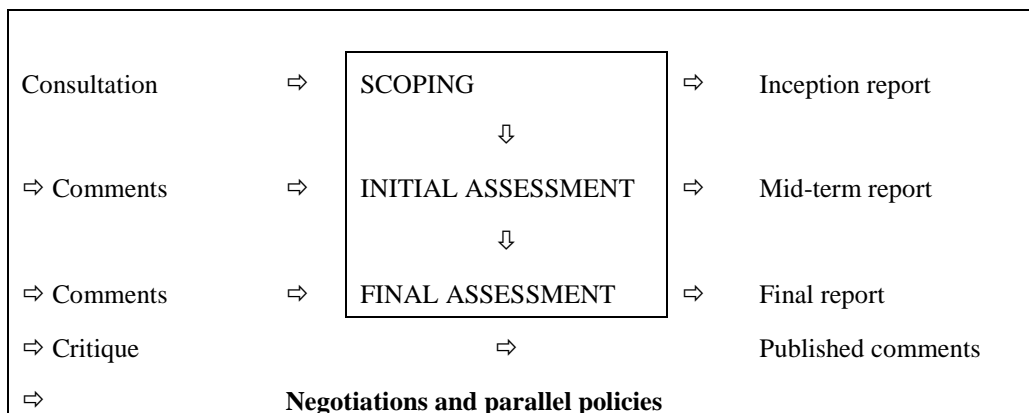 Consultation ⇨ SCOPING ⇨ Inception report
⇩
⇨ Comments ⇨ INITIAL ASSESSMENT ⇨ Mid-term report
⇩
⇨ Comments ⇨ FINAL ASSESSMENT ⇨ Final report
⇨ Critique ⇨ Published comments
⇨ Negotiations and parallel policies